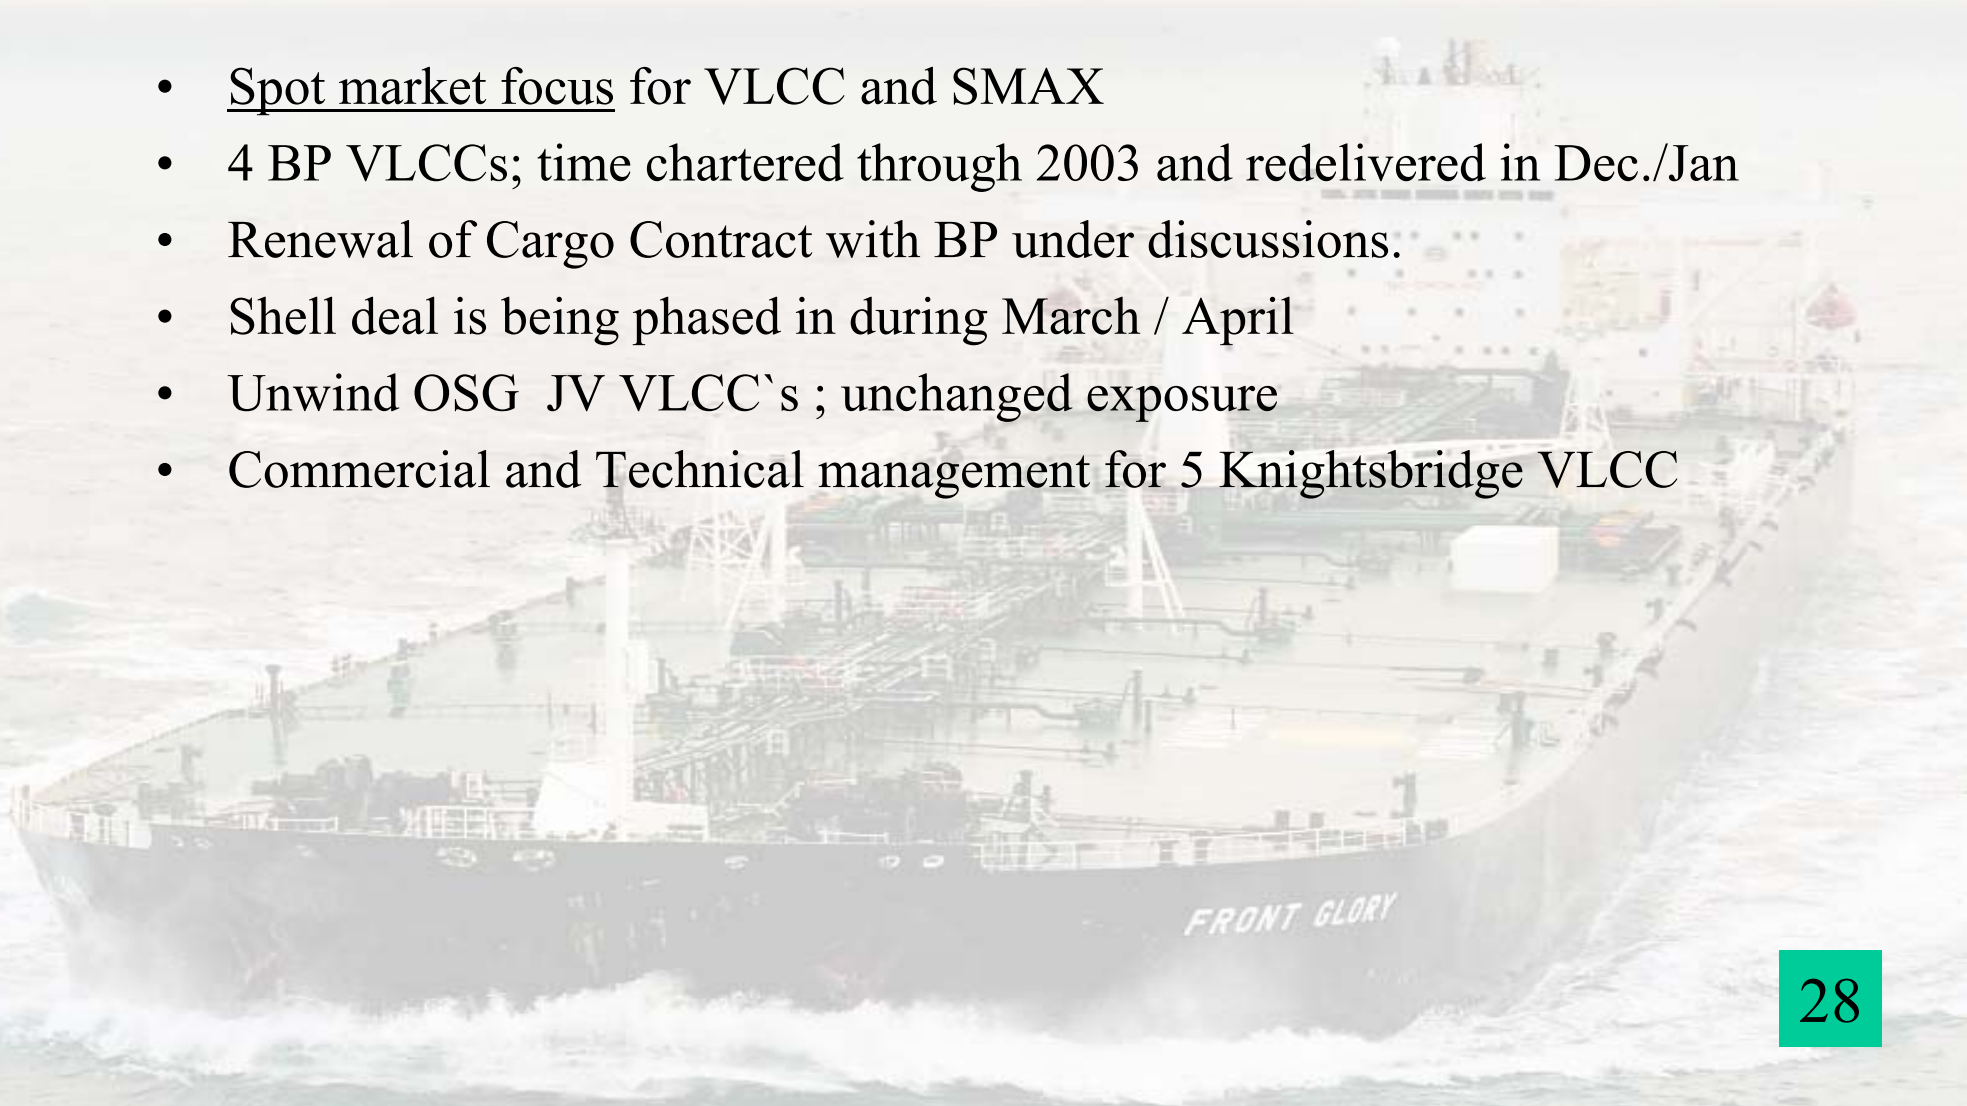 • Spot market focus for VLCC and SMAX
• 4 BP VLCCs; time chartered through 2003 and redelivered in Dec./Jan
• Renewal of Cargo Contract with BP under discussions.
• Shell deal is being phased in during March / April
• Unwind OSG  JV VLCC`s ; unchanged exposure
• Commercial and Technical management for 5 Knightsbridge VLCC
FRONT GLORY
28